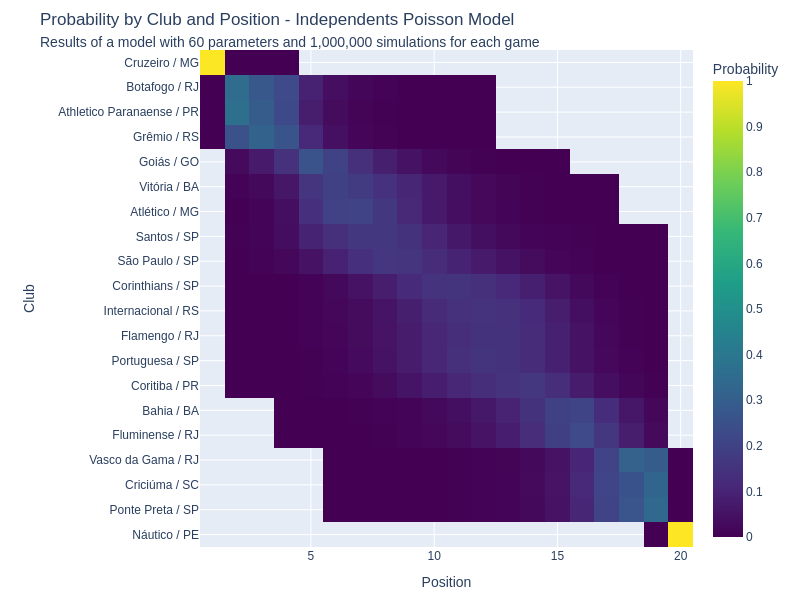 Probability by Club and Position - Independents Poisson Model
Results of a model with 60 parameters and 1,000,000 simulations for each game
Probability
Club
Cruzeiro / MG
Botafogo / RJ
Athletico Paranaense / PR
Grêmio / RS
Goiás / GO
Vitória / BA
Atlético / MG
Santos / SP
São Paulo / SP
Corinthians / SP
Internacional / RS
Flamengo / RJ
Portuguesa / SP
Coritiba / PR
Bahia / BA
Fluminense / RJ
Vasco da Gama / RJ
Criciúma / SC
Ponte Preta / SP
Náutico / PE
1
0.9
0.8
0.7
0.6
0.5
0.4
0.3
0.2
0.1
0
5 10 15 20
Position